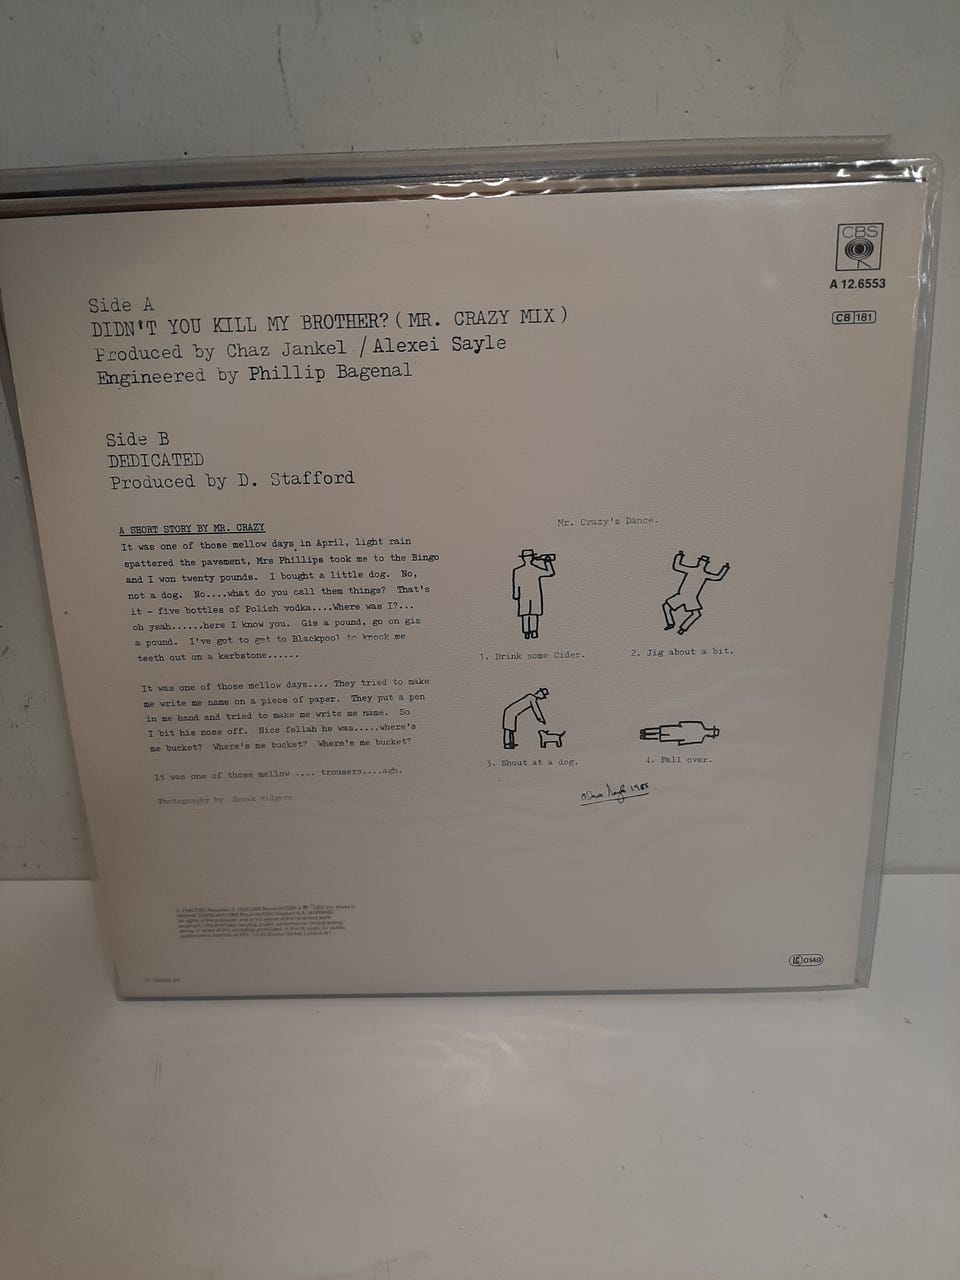 CBS
A 12.6553
CB 181
Side A
DIDN'T YOU KILL MY BROTHER? (MR. CRAZY MIX)
Produced by Chaz Jankel / Alexei Sayle
Engineered by Phillip Bagenal
Side B
DEDICATED
Produced by D. Stafford
A SHORT STORY BY MR. CRAZY
It was one of those mellow days in April, light rain
spattered the pavement, Mrs Phillips took me to the Bingo
and I won twenty pounds. I bought a little dog. No,
not a dog. No....what do you call them things? That's
it - five bottles of Polish vodka....Where was I?...
oh yeah......here I know you. Gis a pound, go on gis
a pound. I've got to get to Blackpool to knock me
teeth out on a kerbstone......
It was one of those mellow days.... They tried to make
me write me name on a piece of paper. They put a pen
in me hand and tried to make me write me name. So
I bit his nose off. Nice fellah he was.....where's
me bucket? Where's me bucket? Where's me bucket?
It was one of those mellow .... trousers....agh.
Photography by Derek Ridgers
Mr. Crazy's Dance.
1. Drink some Cider.
2. Jig about a bit.
3. Shout at a dog.
4. Fall over.
1985
LC 0149